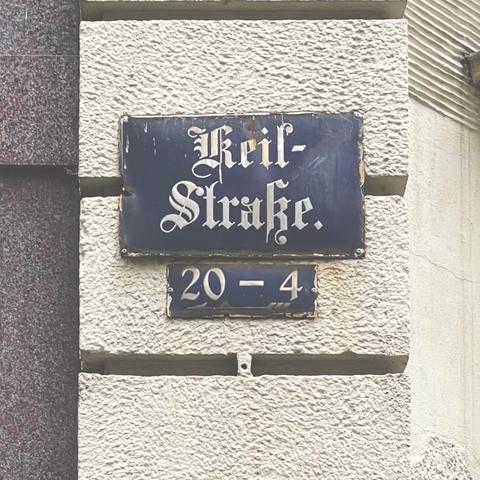 Keil-
Straße.
20 – 4